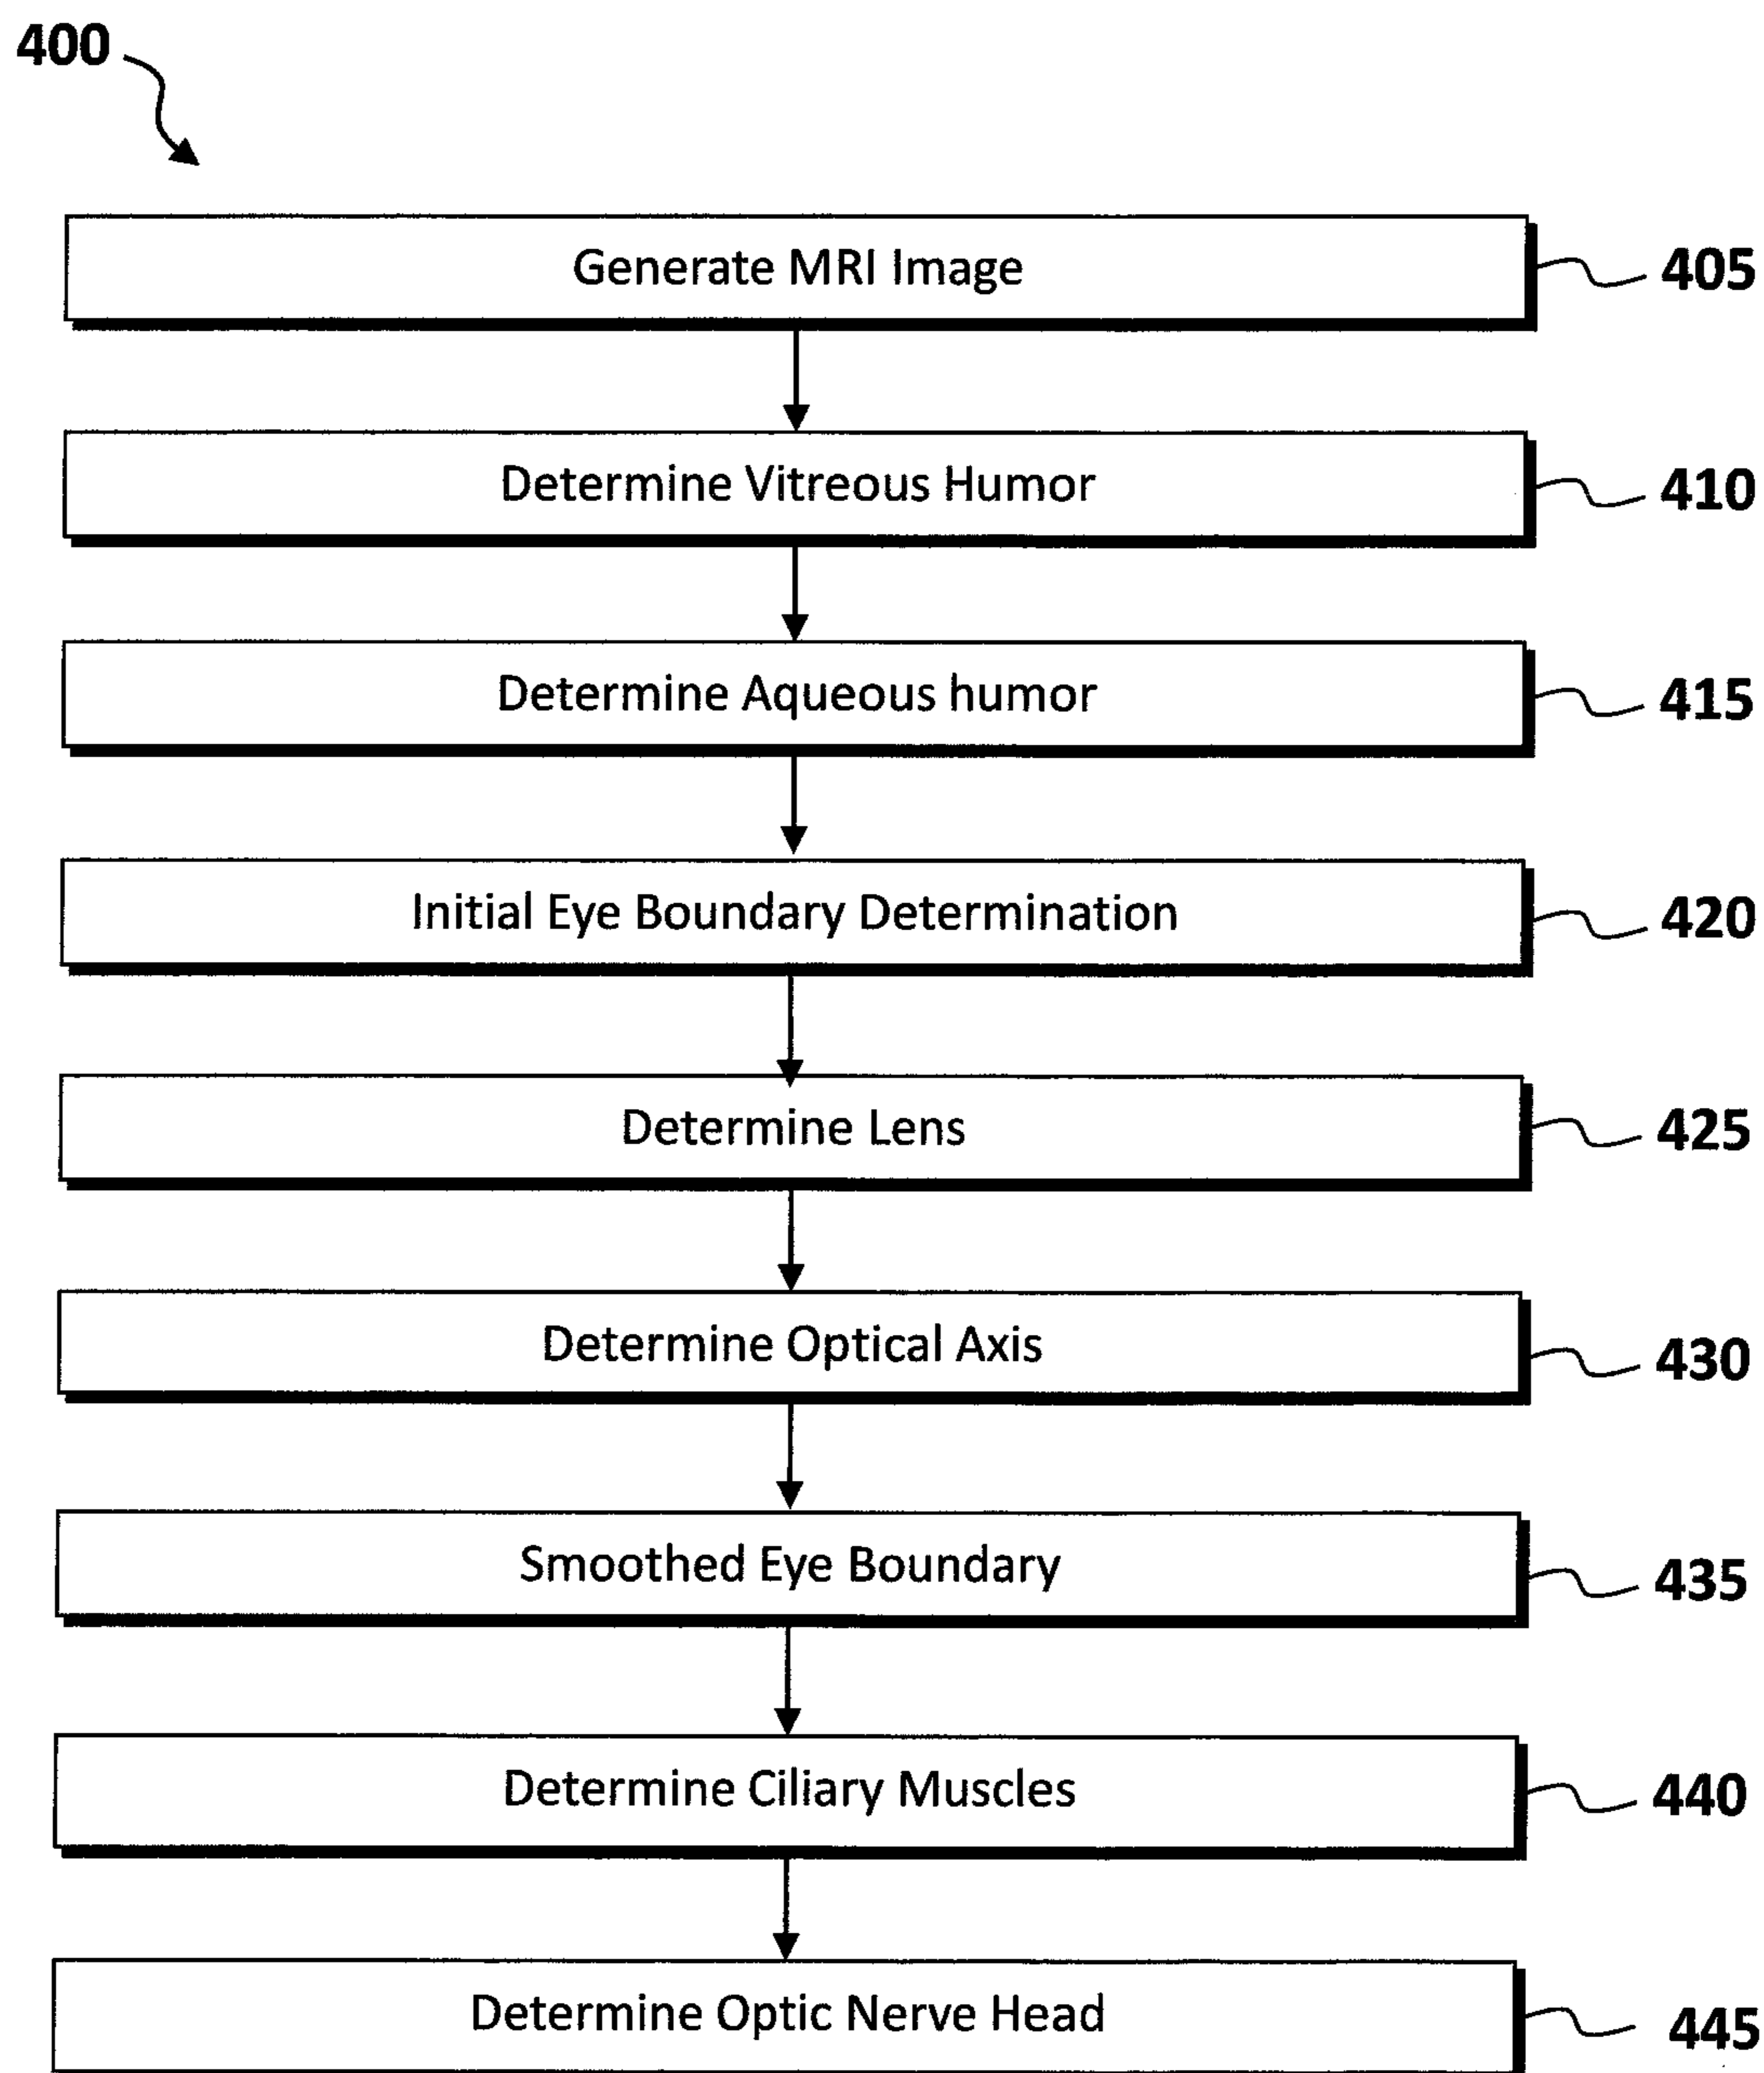 400
Generate MRI Image 405
Determine Vitreous Humor 410
Determine Aqueous humor 415
Initial Eye Boundary Determination 420
Determine Lens 425
Determine Optical Axis 430
Smoothed Eye Boundary 435
Determine Ciliary Muscles 440
Determine Optic Nerve Head 445